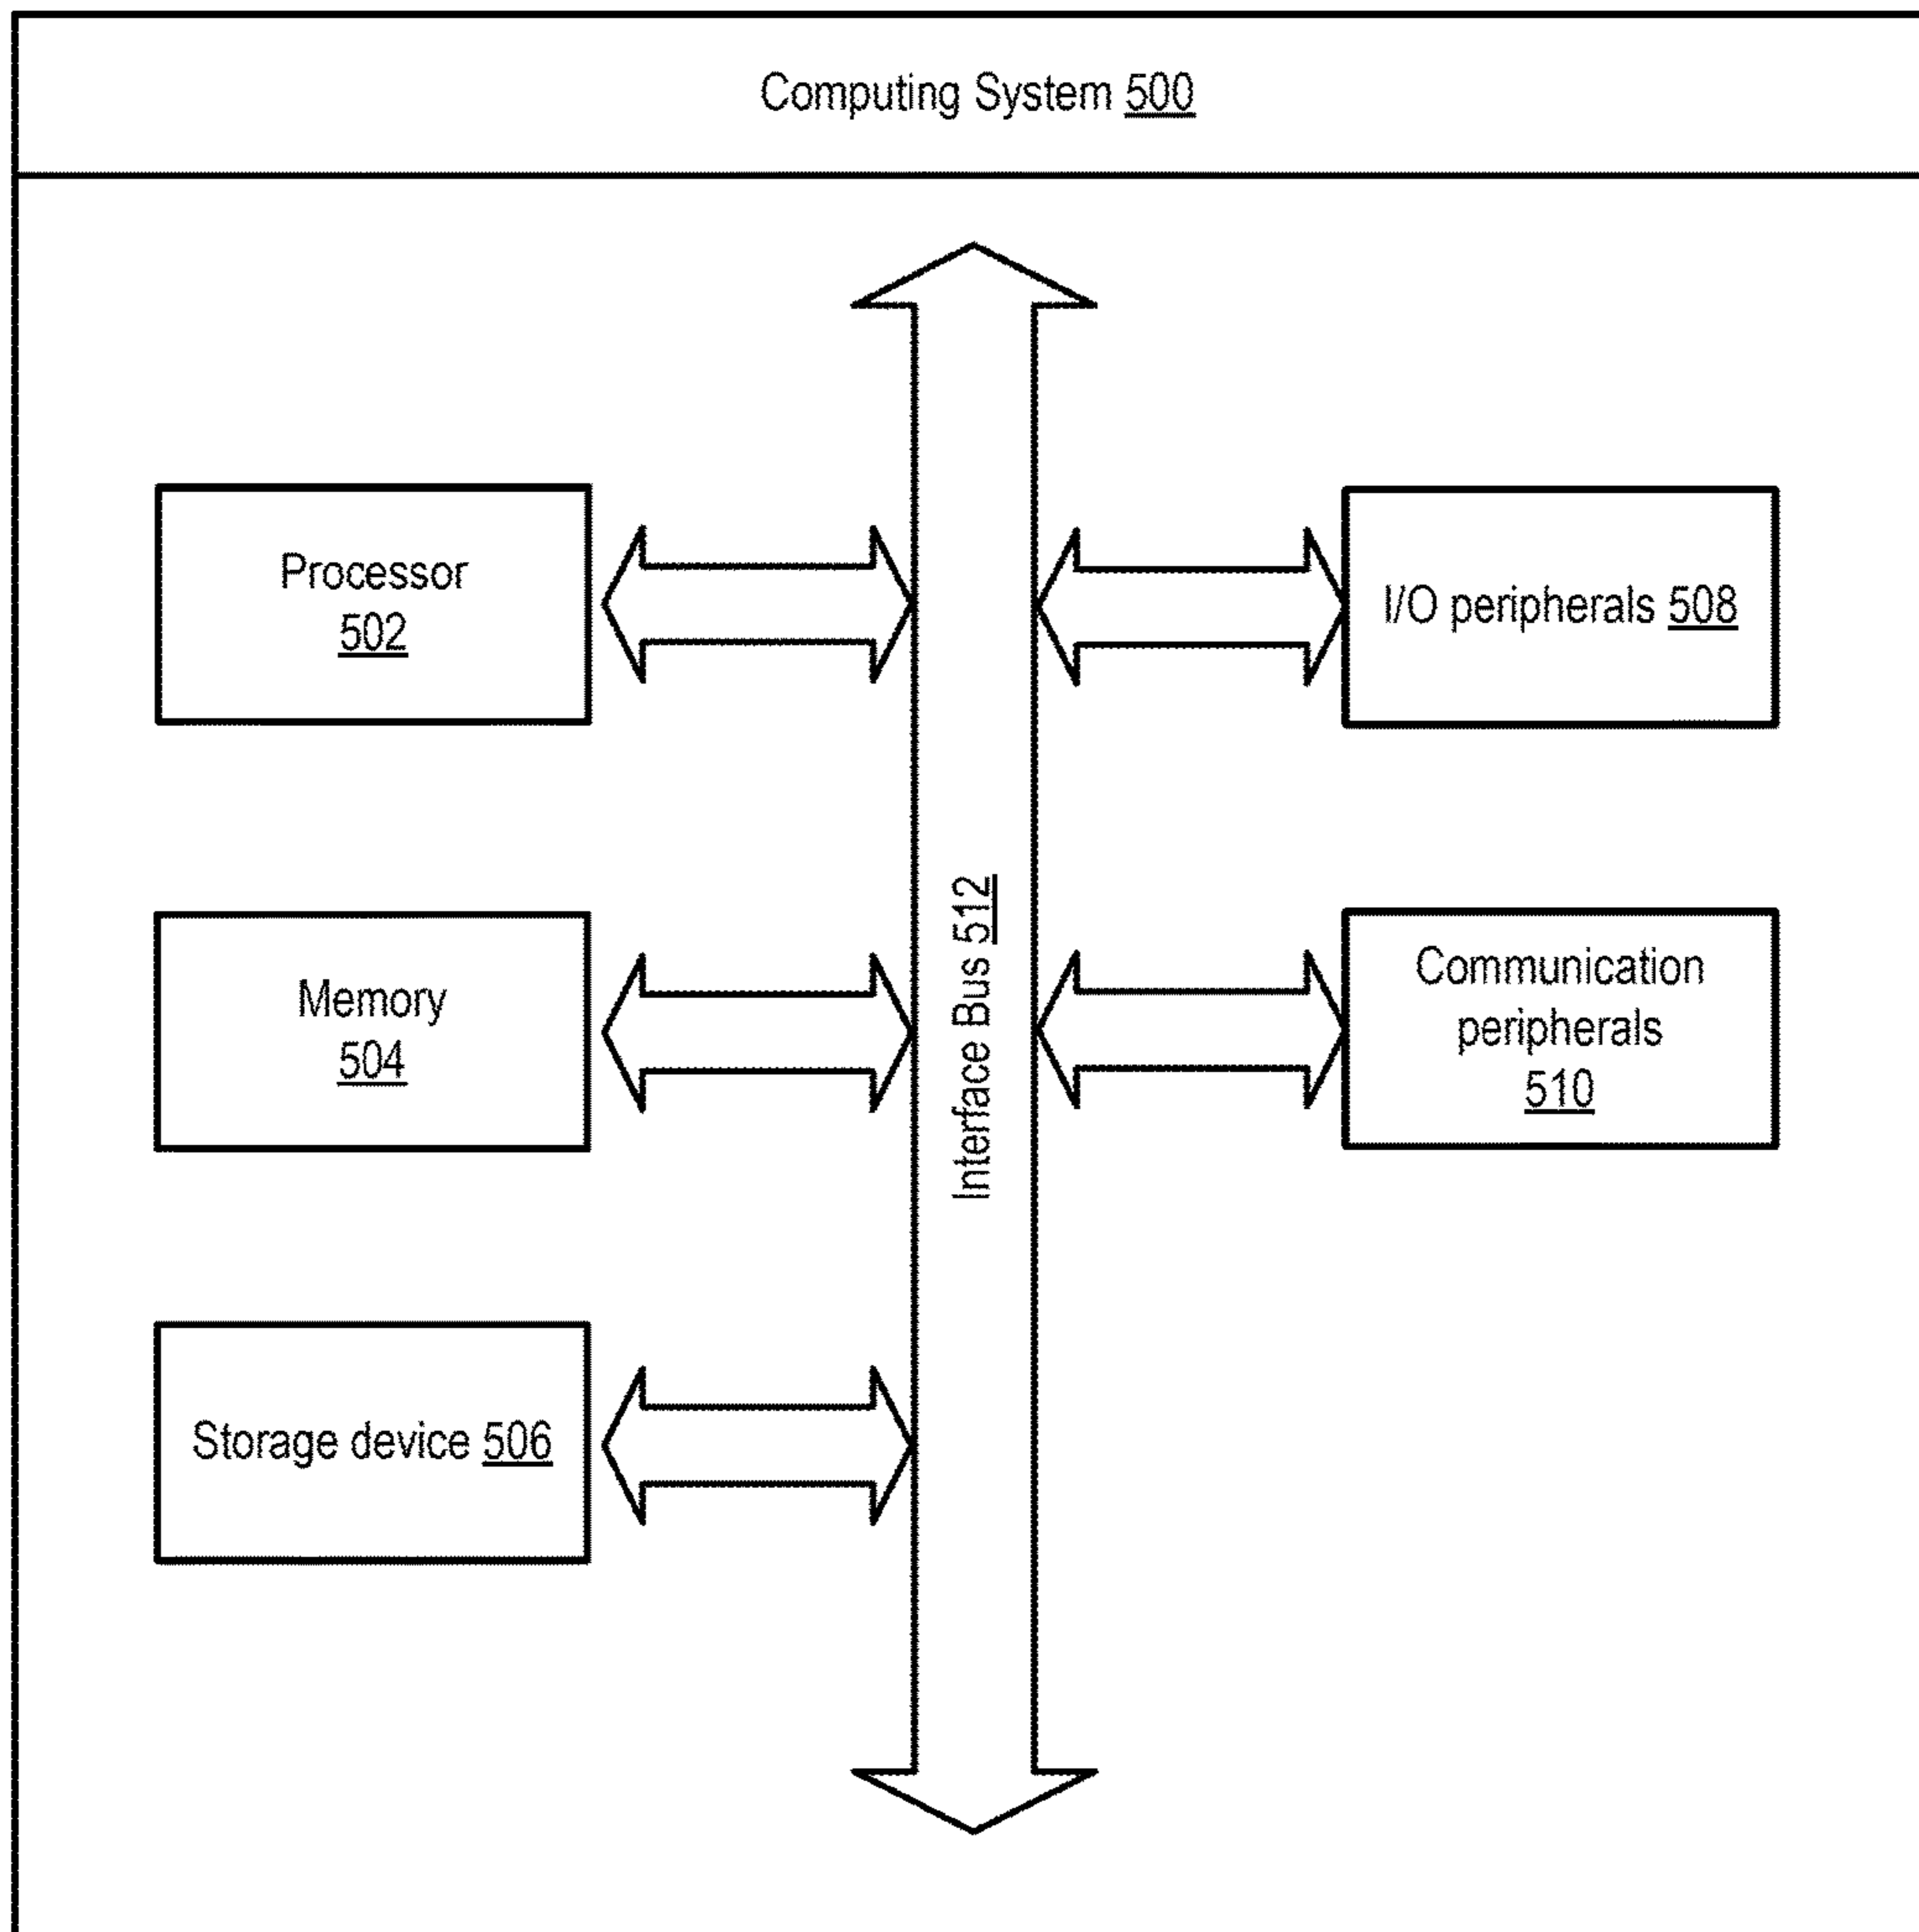 Computing System 500
Processor
502
I/O peripherals 508
Memory
504
Interface Bus 512
Communication
peripherals
510
Storage device 506